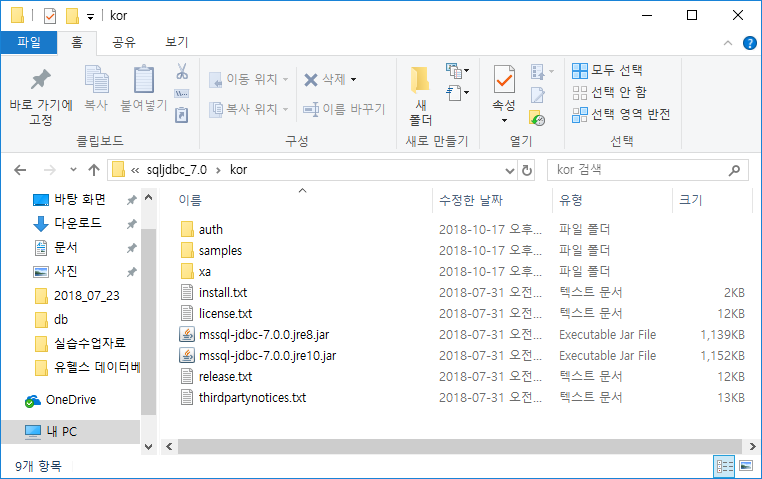 kor
파일 홈 공유 보기
바로 가기에 고정
복사
붙여넣기
클립보드
이동 위치
복사 위치
삭제
이름 바꾸기
구성
새 폴더
새로 만들기
속성
열기
모두 선택
선택 안 함
선택 영역 반전
선택
« sqljdbc_7.0 > kor
kor 검색
바탕 화면
다운로드
문서
사진
2018_07_23
db
실습수업자료
유헬스 데이터베
OneDrive
내 PC
이름 수정한 날짜 유형 크기
auth 2018-10-17 오후... 파일 폴더
samples 2018-10-17 오후... 파일 폴더
xa 2018-10-17 오후... 파일 폴더
install.txt 2018-07-31 오전... 텍스트 문서 2KB
license.txt 2018-07-31 오전... 텍스트 문서 12KB
mssql-jdbc-7.0.0.jre8.jar 2018-07-31 오전... Executable Jar File 1,139KB
mssql-jdbc-7.0.0.jre10.jar 2018-07-31 오전... Executable Jar File 1,152KB
release.txt 2018-07-31 오전... 텍스트 문서 12KB
thirdpartynotices.txt 2018-07-31 오전... 텍스트 문서 13KB
9개 항목